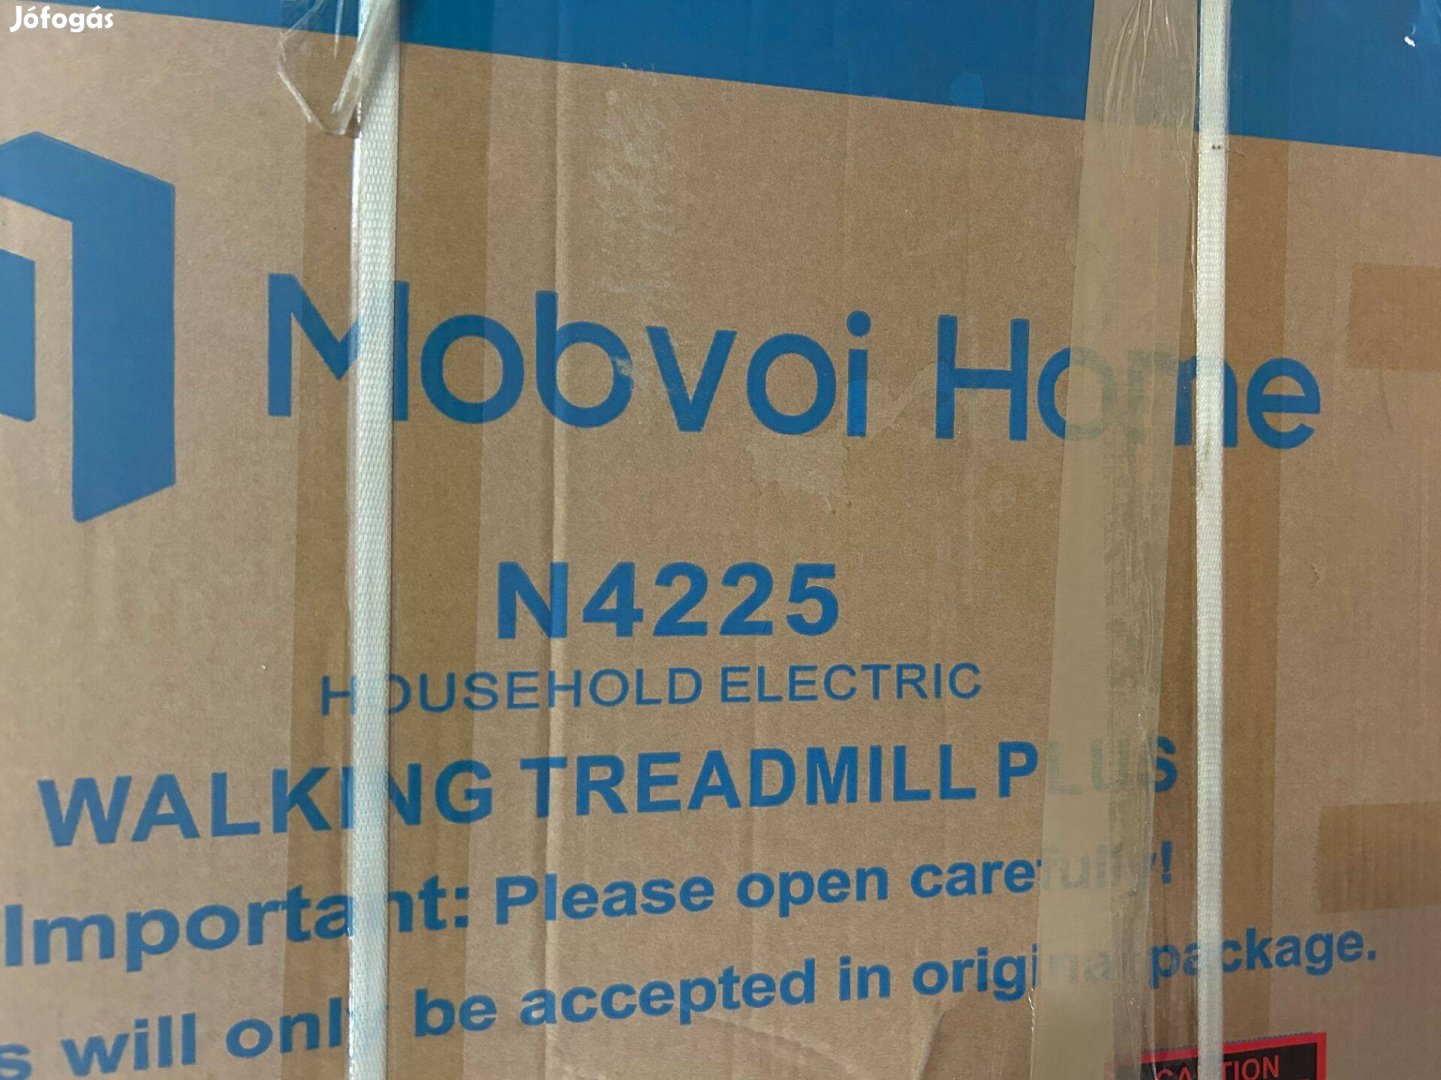 Jófogás
Mobvoi Home
N4225
HOUSEHOLD ELECTRIC
WALKING TREADMILL PLUS
Important: Please open carefully!
s will only be accepted in original package.
CAUTION